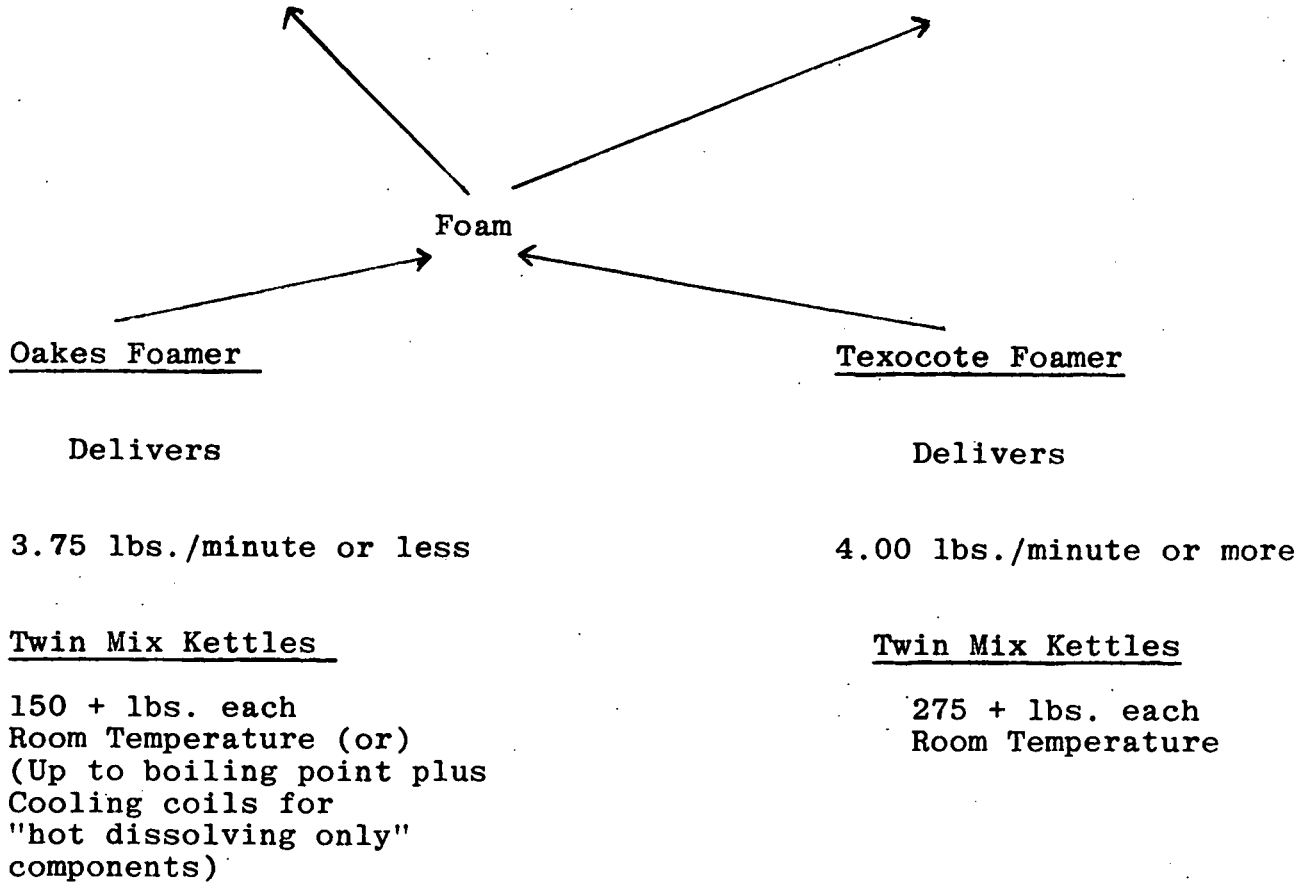 Foam
Oakes Foamer
Delivers
3.75 lbs./minute or less
Twin Mix Kettles
150 + lbs. each
Room Temperature (or)
(Up to boiling point plus
Cooling coils for
"hot dissolving only"
components)
Texocote Foamer
Delivers
4.00 lbs./minute or more
Twin Mix Kettles
275 + lbs. each
Room Temperature